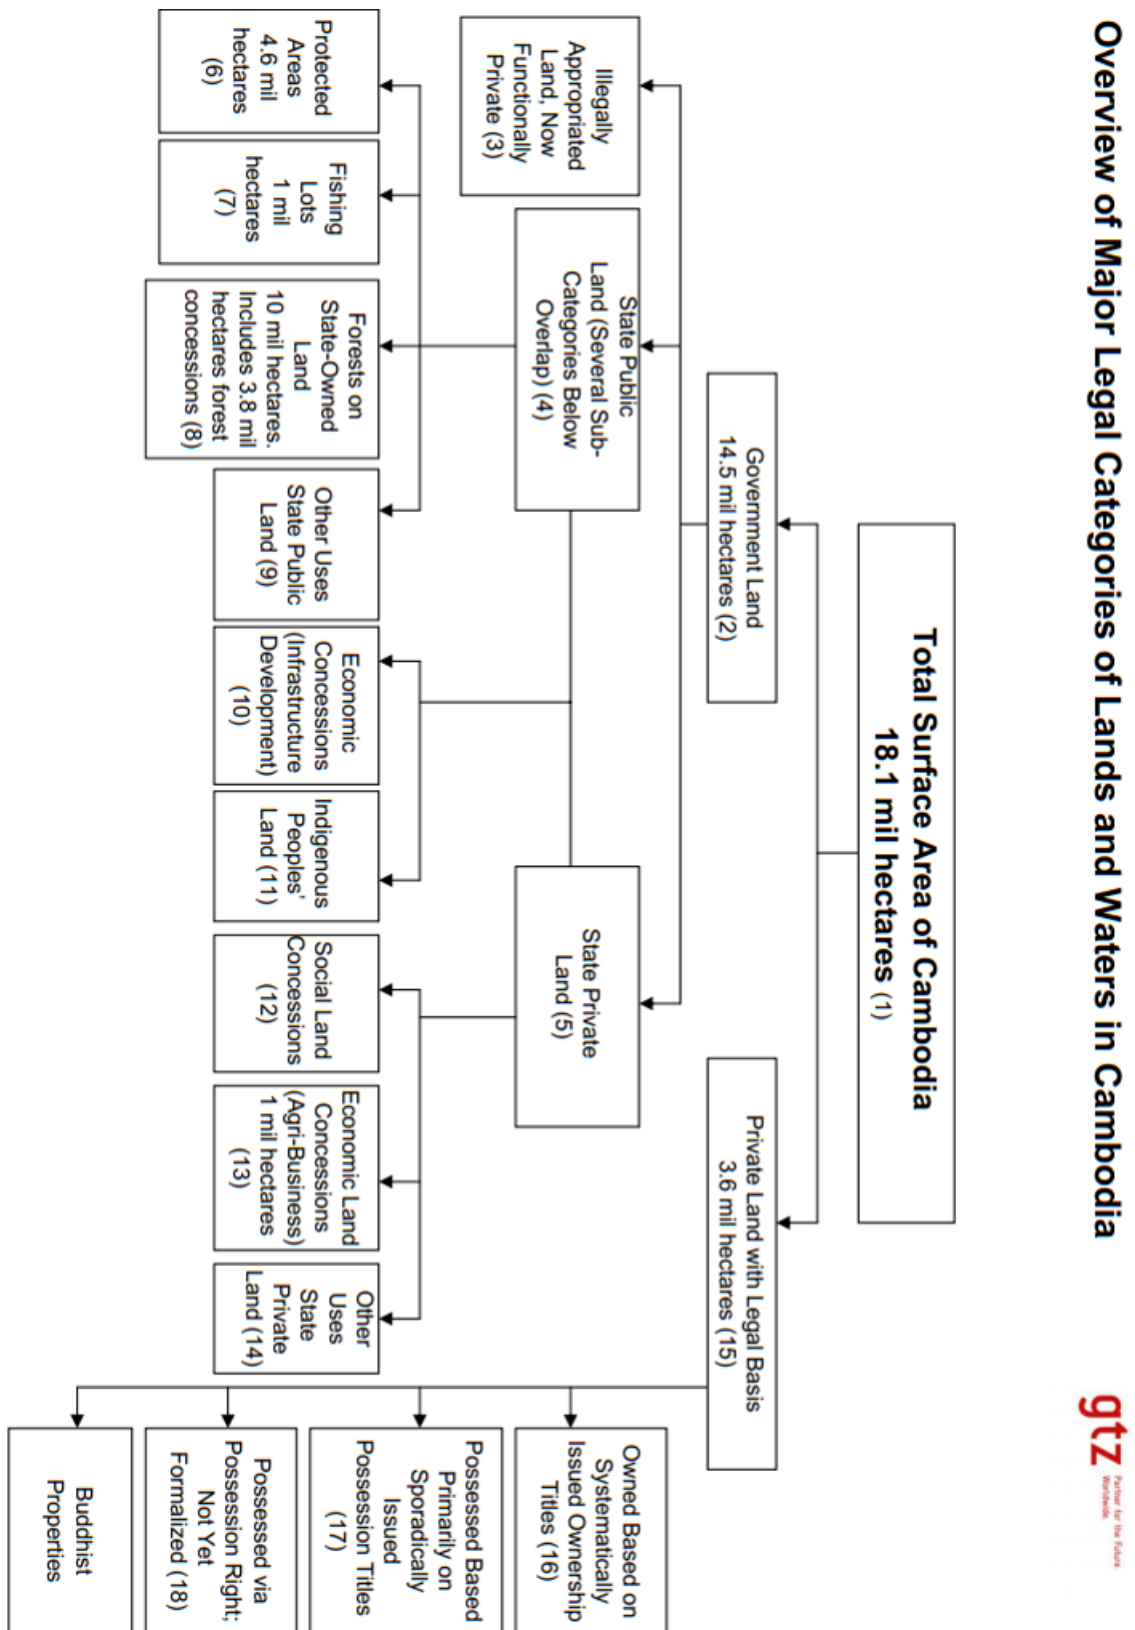 Overview of Major Legal Categories of Lands and Waters in Cambodia
gtz
Partner for the Future.
Worldwide.
Total Surface Area of Cambodia
18.1 mil hectares (1)
Government Land
14.5 mil hectares (2)
Private Land with Legal Basis
3.6 mil hectares (15)
Illegally
Appropriated
Land, Now
Functionally
Private (3)
State Public
Land (Several Sub-
Categories Below
Overlap) (4)
State Private
Land (5)
Protected
Areas
4.6 mil
hectares
(6)
Fishing
Lots
1 mil
hectares
(7)
Forests on
State-Owned
Land
10 mil hectares.
Includes 3.8 mil
hectares forest
concessions (8)
Other Uses
State Public
Land (9)
Economic
Concessions
(Infrastructure
Development)
(10)
Indigenous
Peoples'
Land (11)
Social Land
Concessions
(12)
Economic Land
Concessions
(Agri-Business)
1 mil hectares
(13)
Other
Uses
State
Private
Land (14)
Owned Based on
Systematically
Issued Ownership
Titles (16)
Possessed Based
Primarily on
Sporadically
Issued
Possession Titles
(17)
Possessed via
Possession Right;
Not Yet
Formalized (18)
Buddhist
Properties